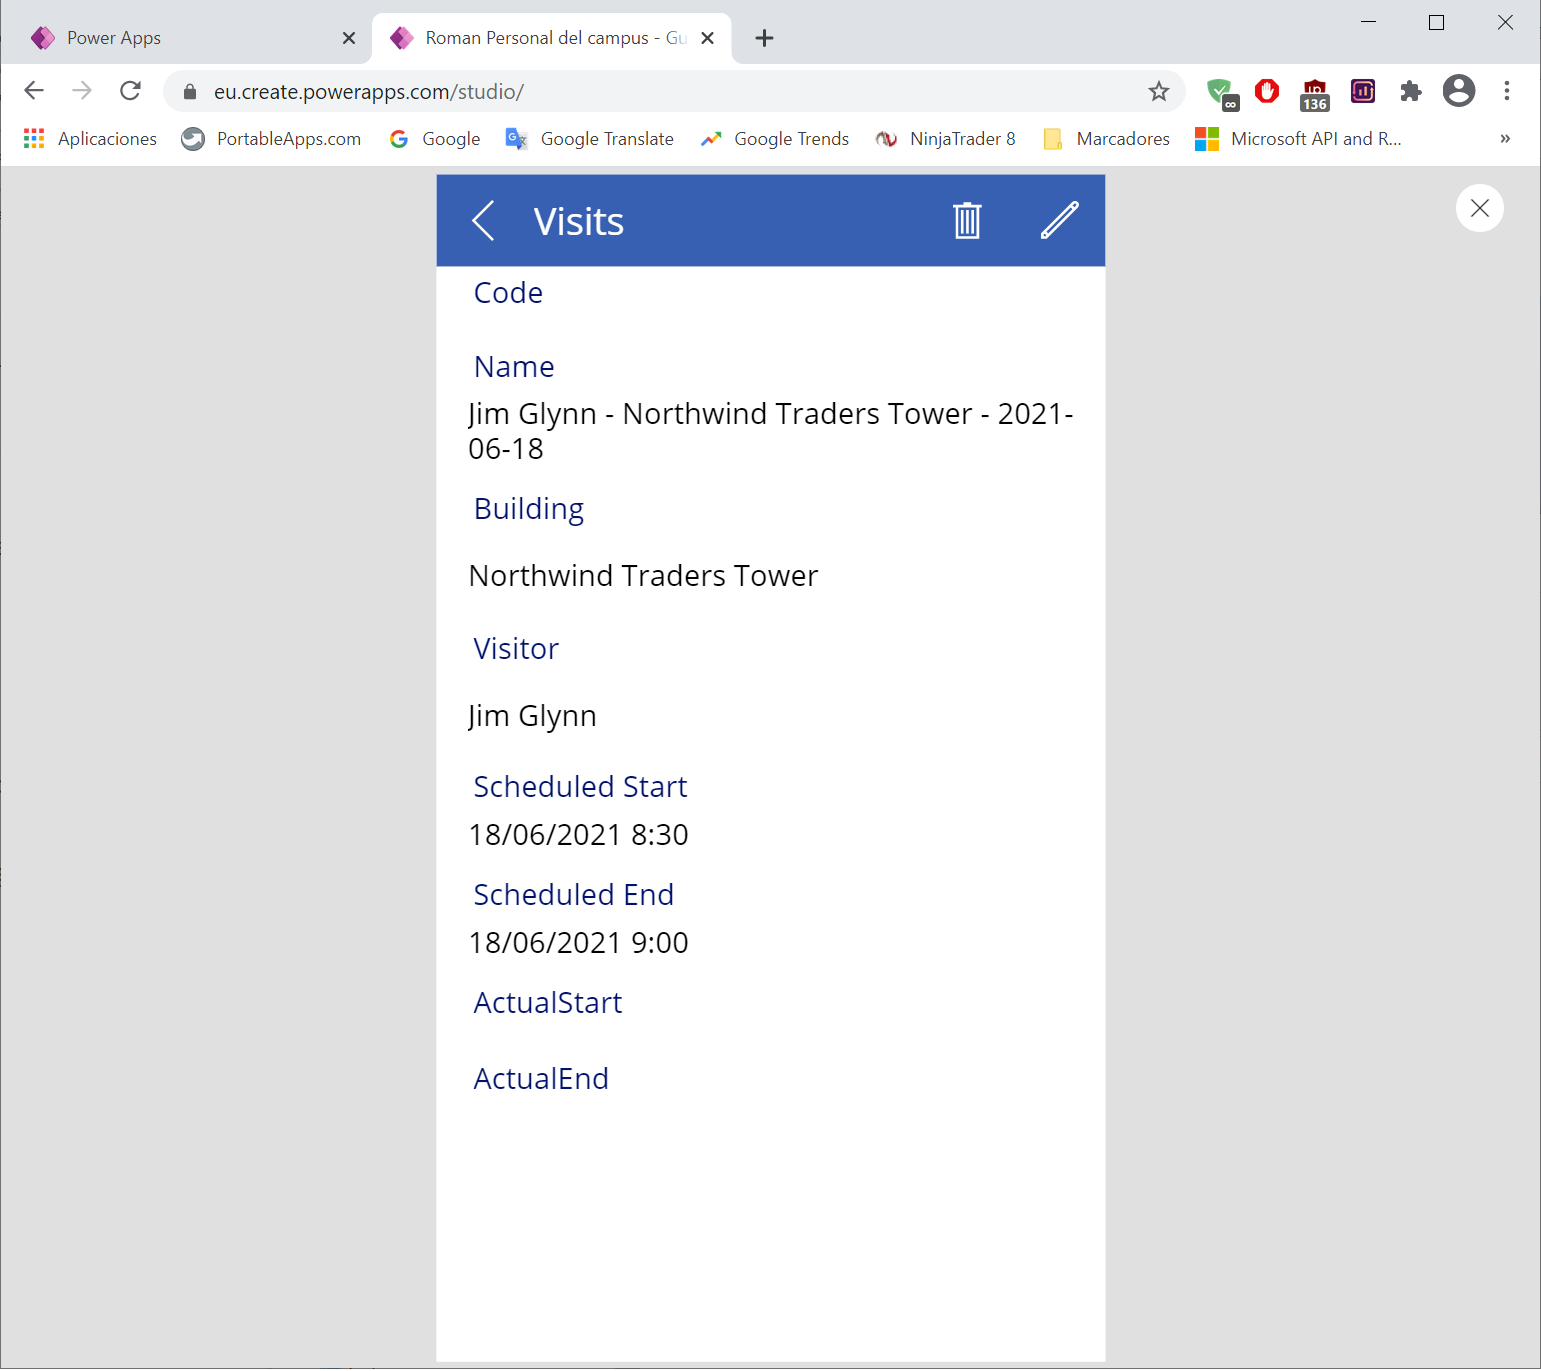 Power Apps
Roman Personal del campus - Gu
eu.create.powerapps.com/studio/
136
Aplicaciones
PortableApps.com
Google
Google Translate
Google Trends
NinjaTrader 8
Marcadores
Microsoft API and R...
»
Visits
Code
Name
Jim Glynn - Northwind Traders Tower - 2021-
06-18
Building
Northwind Traders Tower
Visitor
Jim Glynn
Scheduled Start
18/06/2021 8:30
Scheduled End
18/06/2021 9:00
ActualStart
ActualEnd